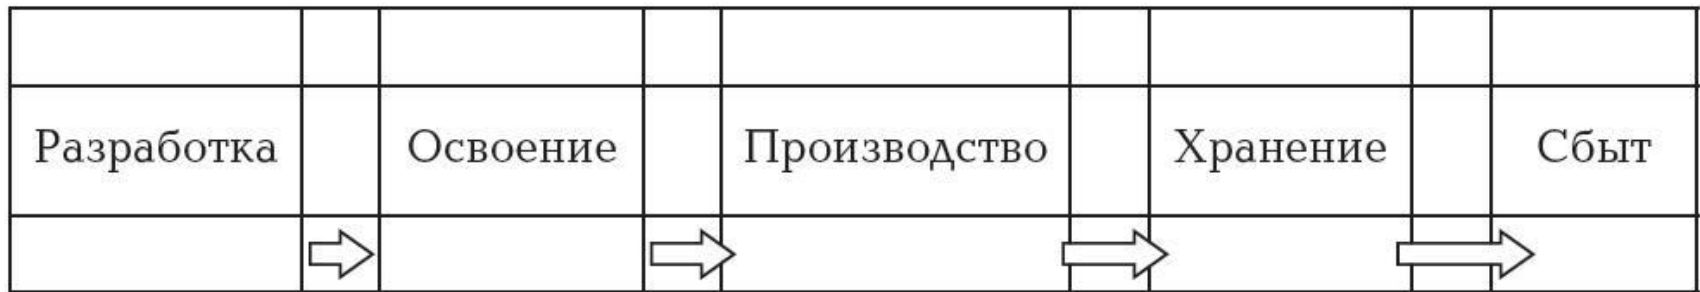 Разработка Освоение Производство Хранение Сбыт